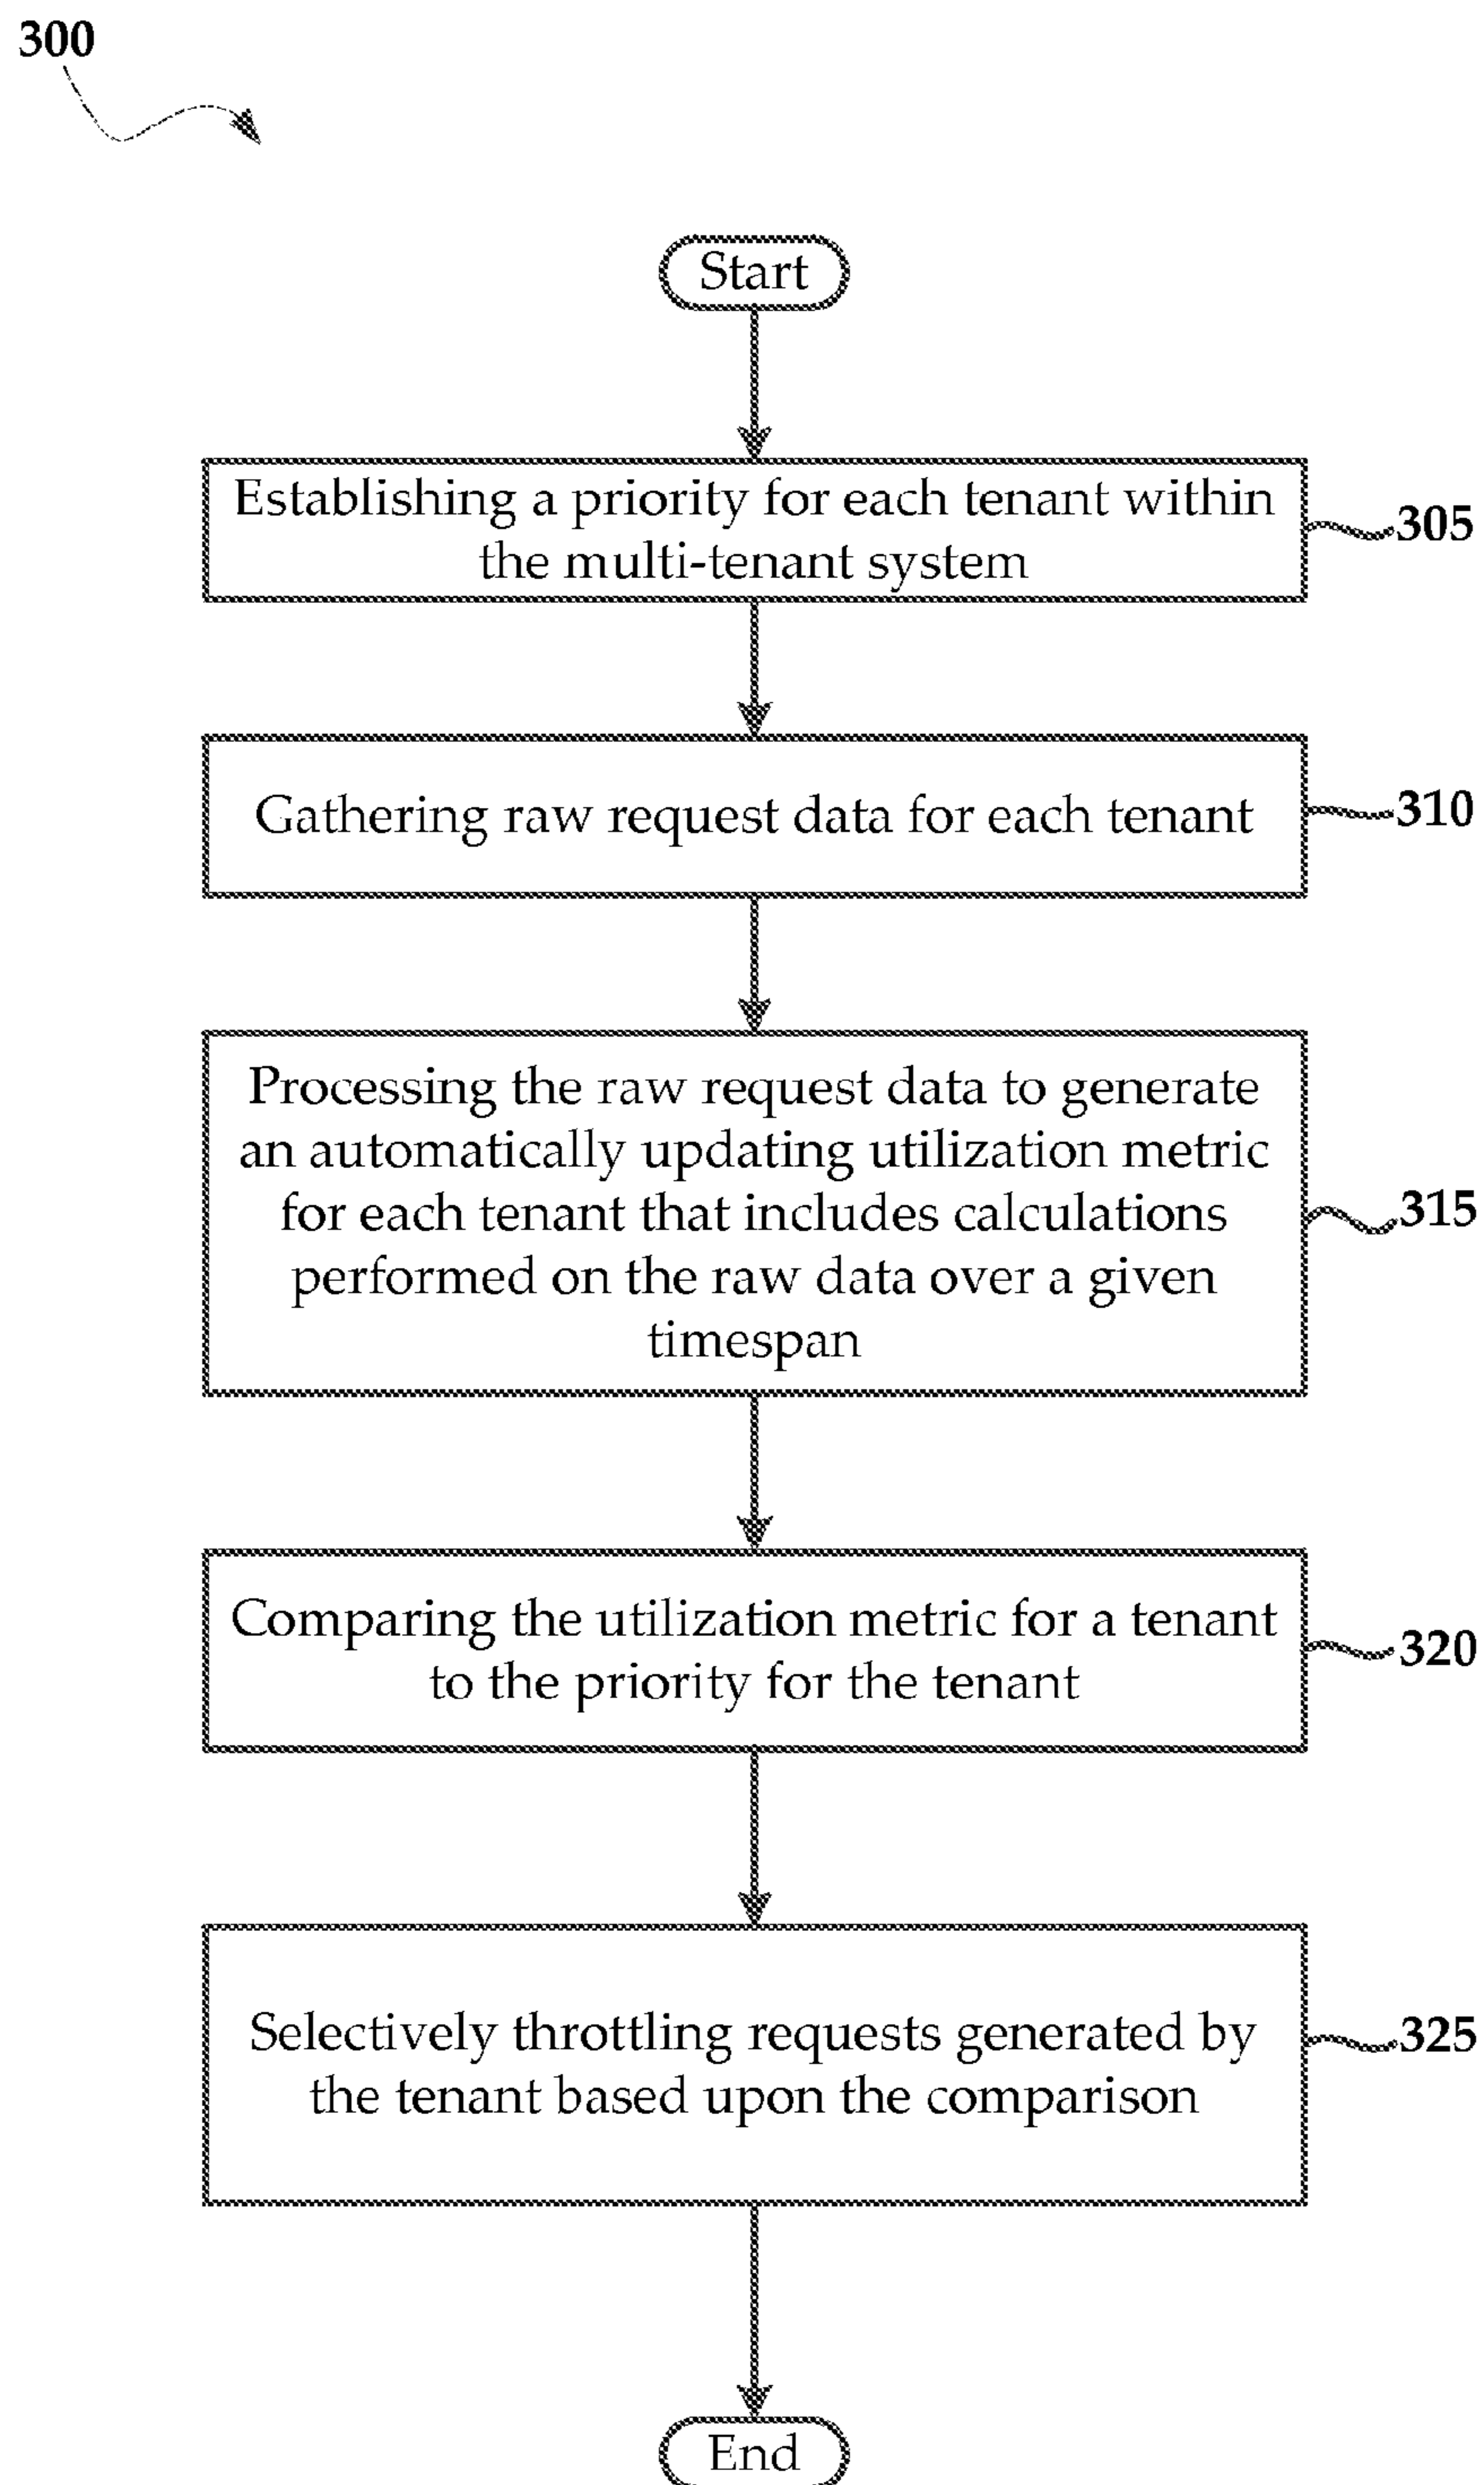 300
Start
Establishing a priority for each tenant within
the multi-tenant system
305
Gathering raw request data for each tenant
310
Processing the raw request data to generate
an automatically updating utilization metric
for each tenant that includes calculations
performed on the raw data over a given
timespan
315
Comparing the utilization metric for a tenant
to the priority for the tenant
320
Selectively throttling requests generated by
the tenant based upon the comparison
325
End